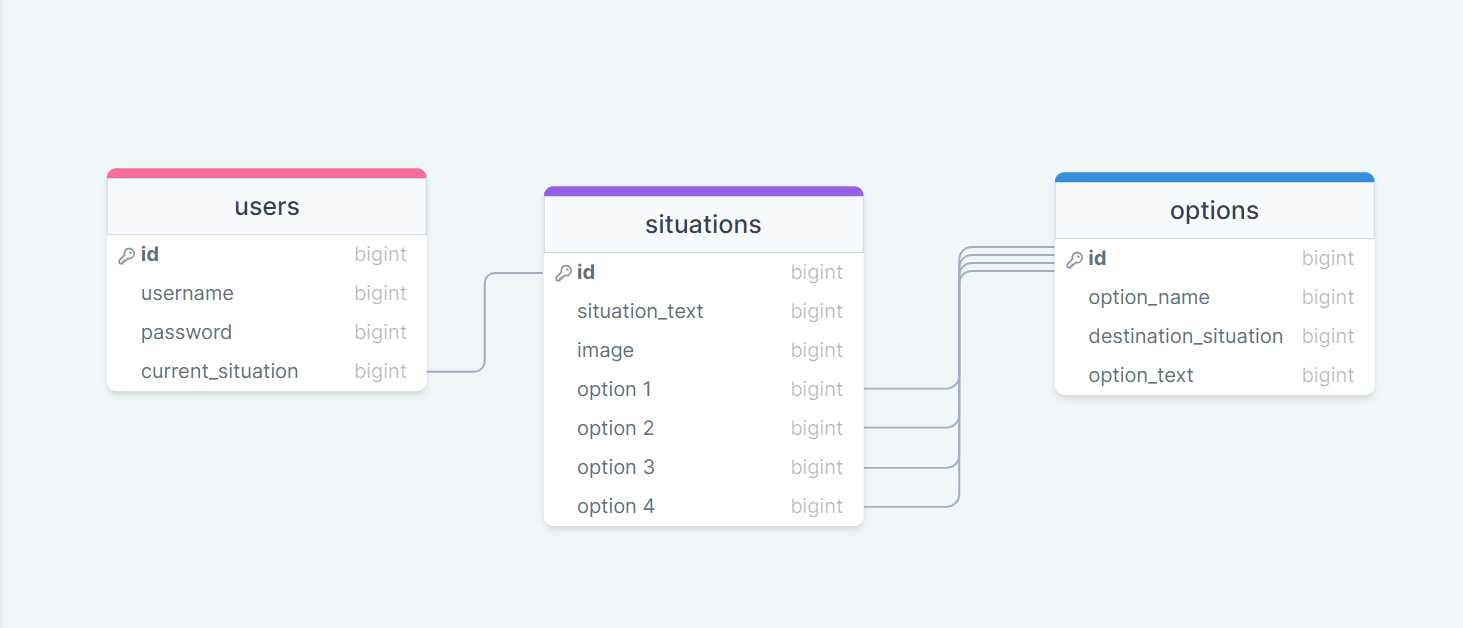 users
id bigint
username bigint
password bigint
current_situation bigint
situations
id bigint
situation_text bigint
image bigint
option 1 bigint
option 2 bigint
option 3 bigint
option 4 bigint
options
id bigint
option_name bigint
destination_situation bigint
option_text bigint